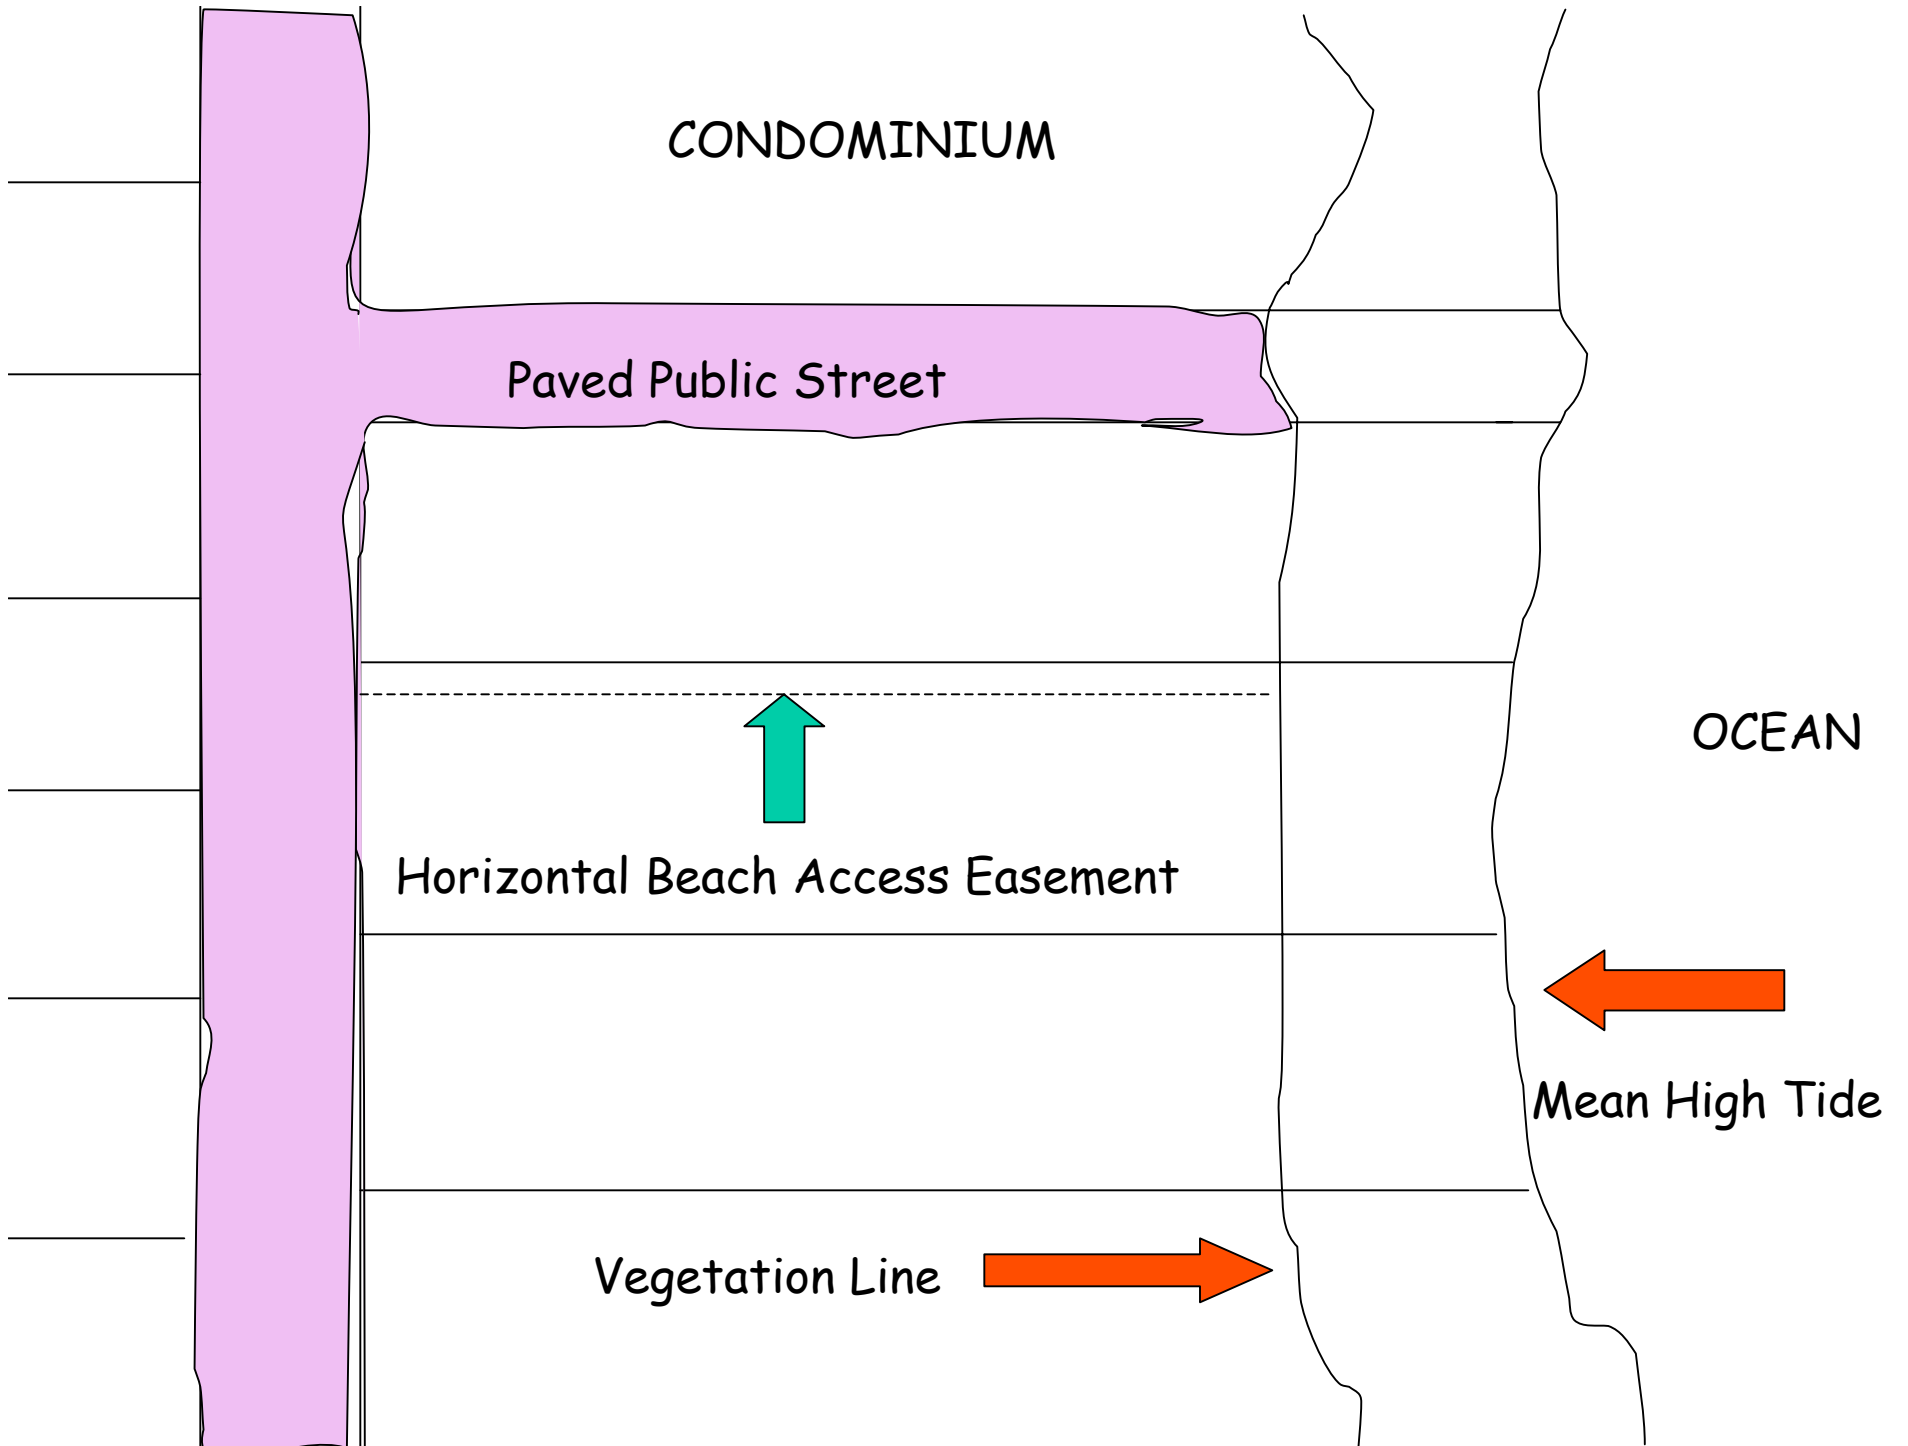 CONDOMINIUM
Paved Public Street
OCEAN
Horizontal Beach Access Easement
Mean High Tide
Vegetation Line